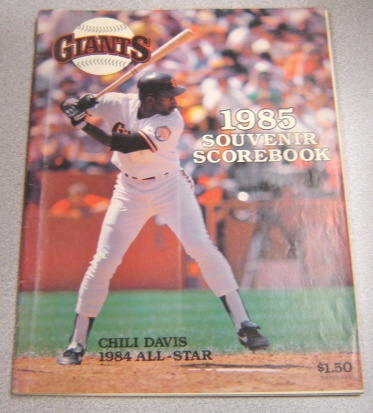 GIANTS
1985
SOUVENIR
SCOREBOOK
CHILI DAVIS
1984 ALL-STAR
$1.50